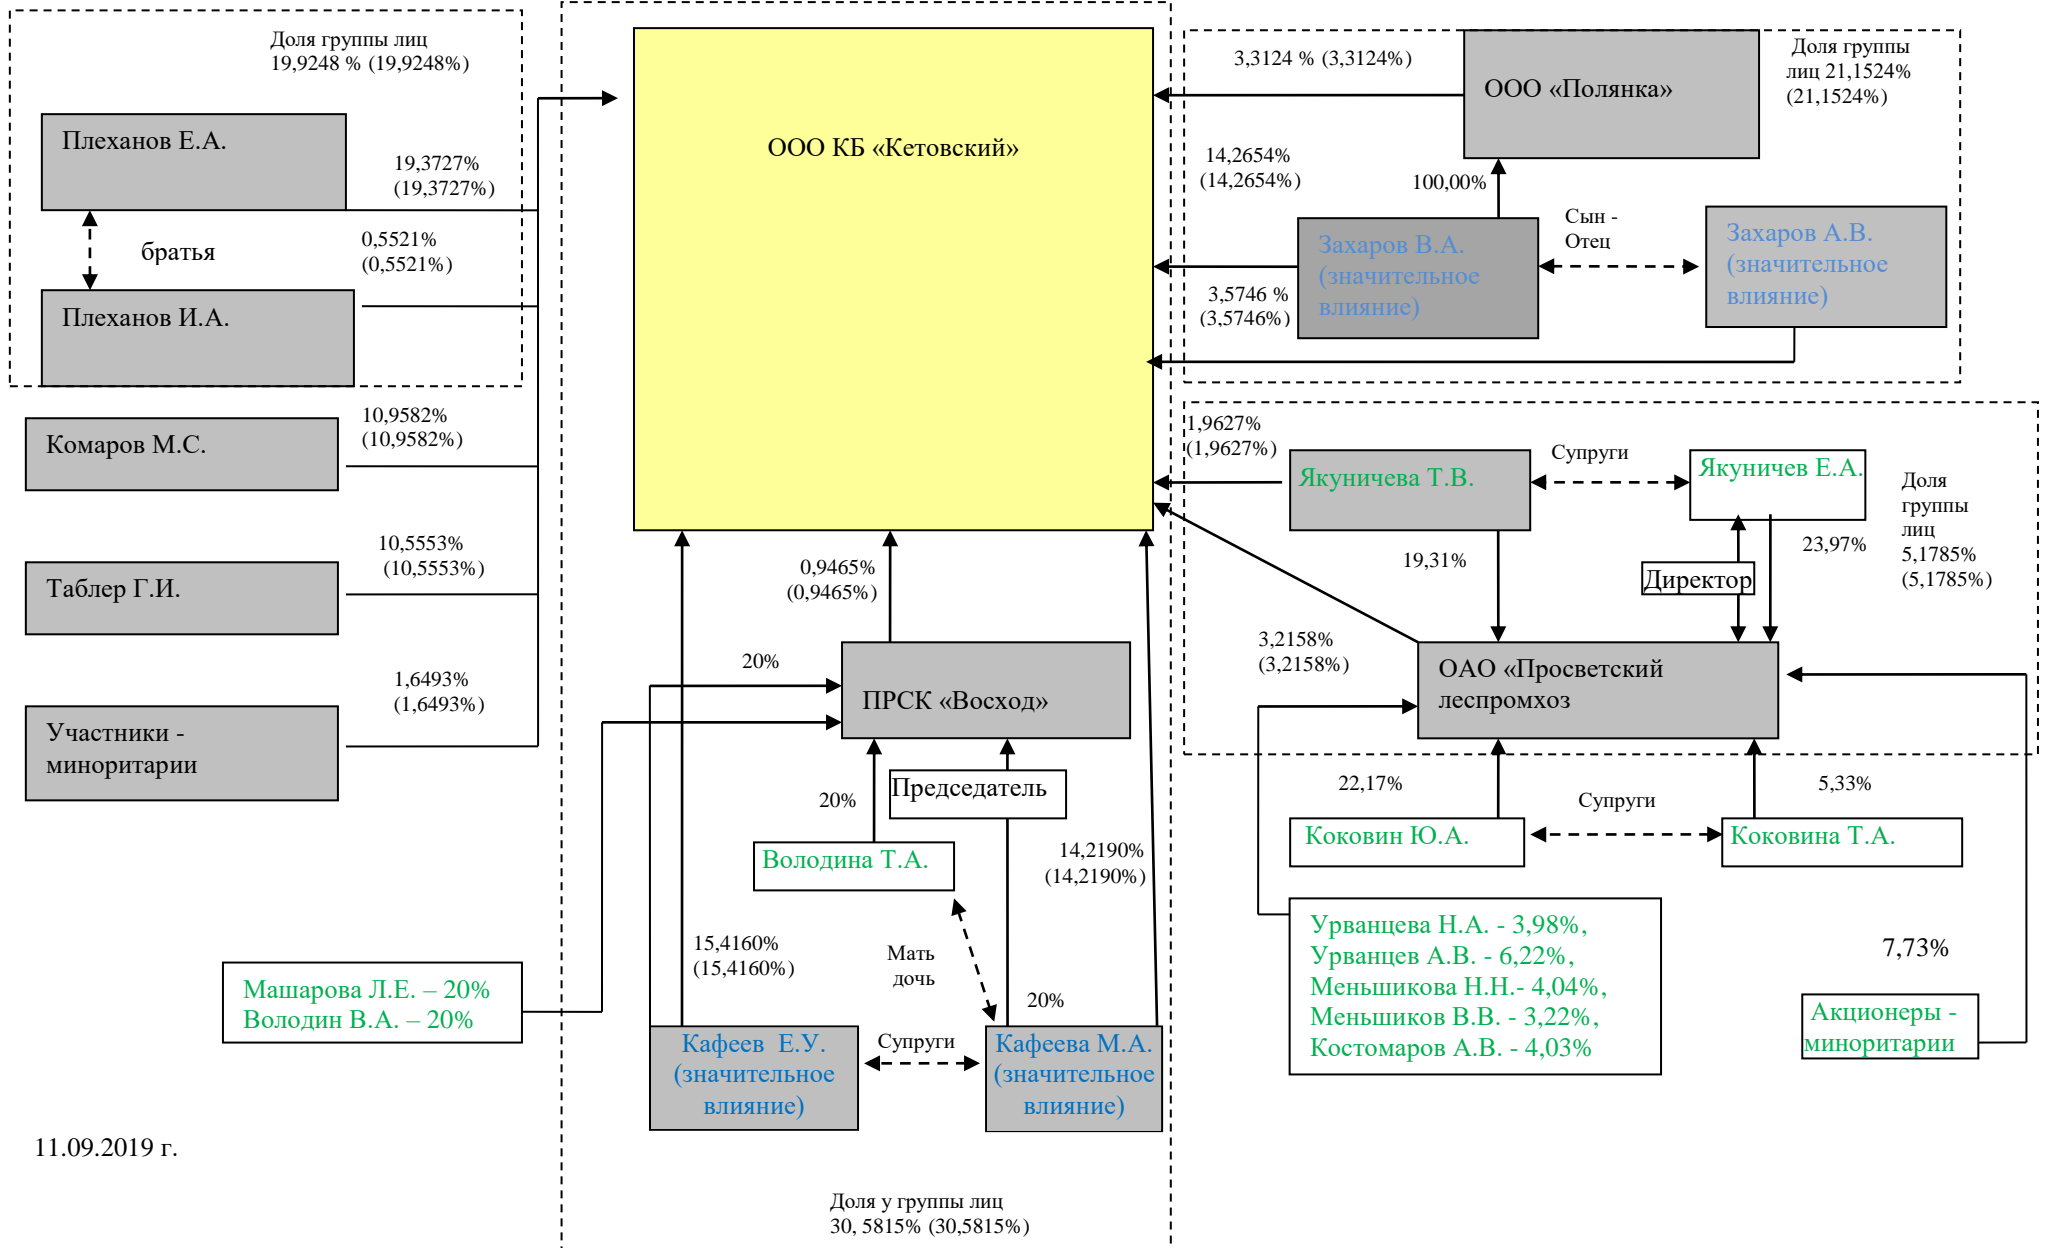 Доля группы лиц
19,9248 % (19,9248%)
Плеханов Е.А.
19,3727%
(19,3727%)
братья
0,5521%
(0,5521%)
Плеханов И.А.
10,9582%
(10,9582%)
Комаров М.С.
10,5553%
(10,5553%)
Таблер Г.И.
1,6493%
(1,6493%)
Участники -
миноритарии
ООО КБ «Кетовский»
3,3124 % (3,3124%)
ООО «Полянка»
Доля группы
лиц 21,1524%
(21,1524%)
14,2654%
(14,2654%)
100,00%
Захаров В.А.
(значительное
влияние)
Сын -
Отец
Захаров А.В.
(значительное
влияние)
3,5746 %
(3,5746%)
1,9627%
(1,9627%)
Якуничева Т.В.
Супруги
Якуничев Е.А.
Доля
группы
лиц
5,1785%
(5,1785%)
19,31%
23,97%
Директор
3,2158%
(3,2158%)
ОАО «Просветский
леспромхоз
22,17%
Супруги
5,33%
Коковин Ю.А.
Коковина Т.А.
Урванцева Н.А. - 3,98%,
Урванцев А.В. - 6,22%,
Меньшикова Н.Н.- 4,04%,
Меньшиков В.В. - 3,22%,
Костомаров А.В. - 4,03%
7,73%
Акционеры -
миноритарии
0,9465%
(0,9465%)
20%
ПРСК «Восход»
Председатель
20%
Володина Т.А.
14,2190%
(14,2190%)
15,4160%
(15,4160%)
Мать
дочь
20%
Машарова Л.Е. – 20%
Володин В.А. – 20%
Кафеев Е.У.
(значительное
влияние)
Супруги
Кафеева М.А.
(значительное
влияние)
11.09.2019 г.
Доля у группы лиц
30, 5815% (30,5815%)